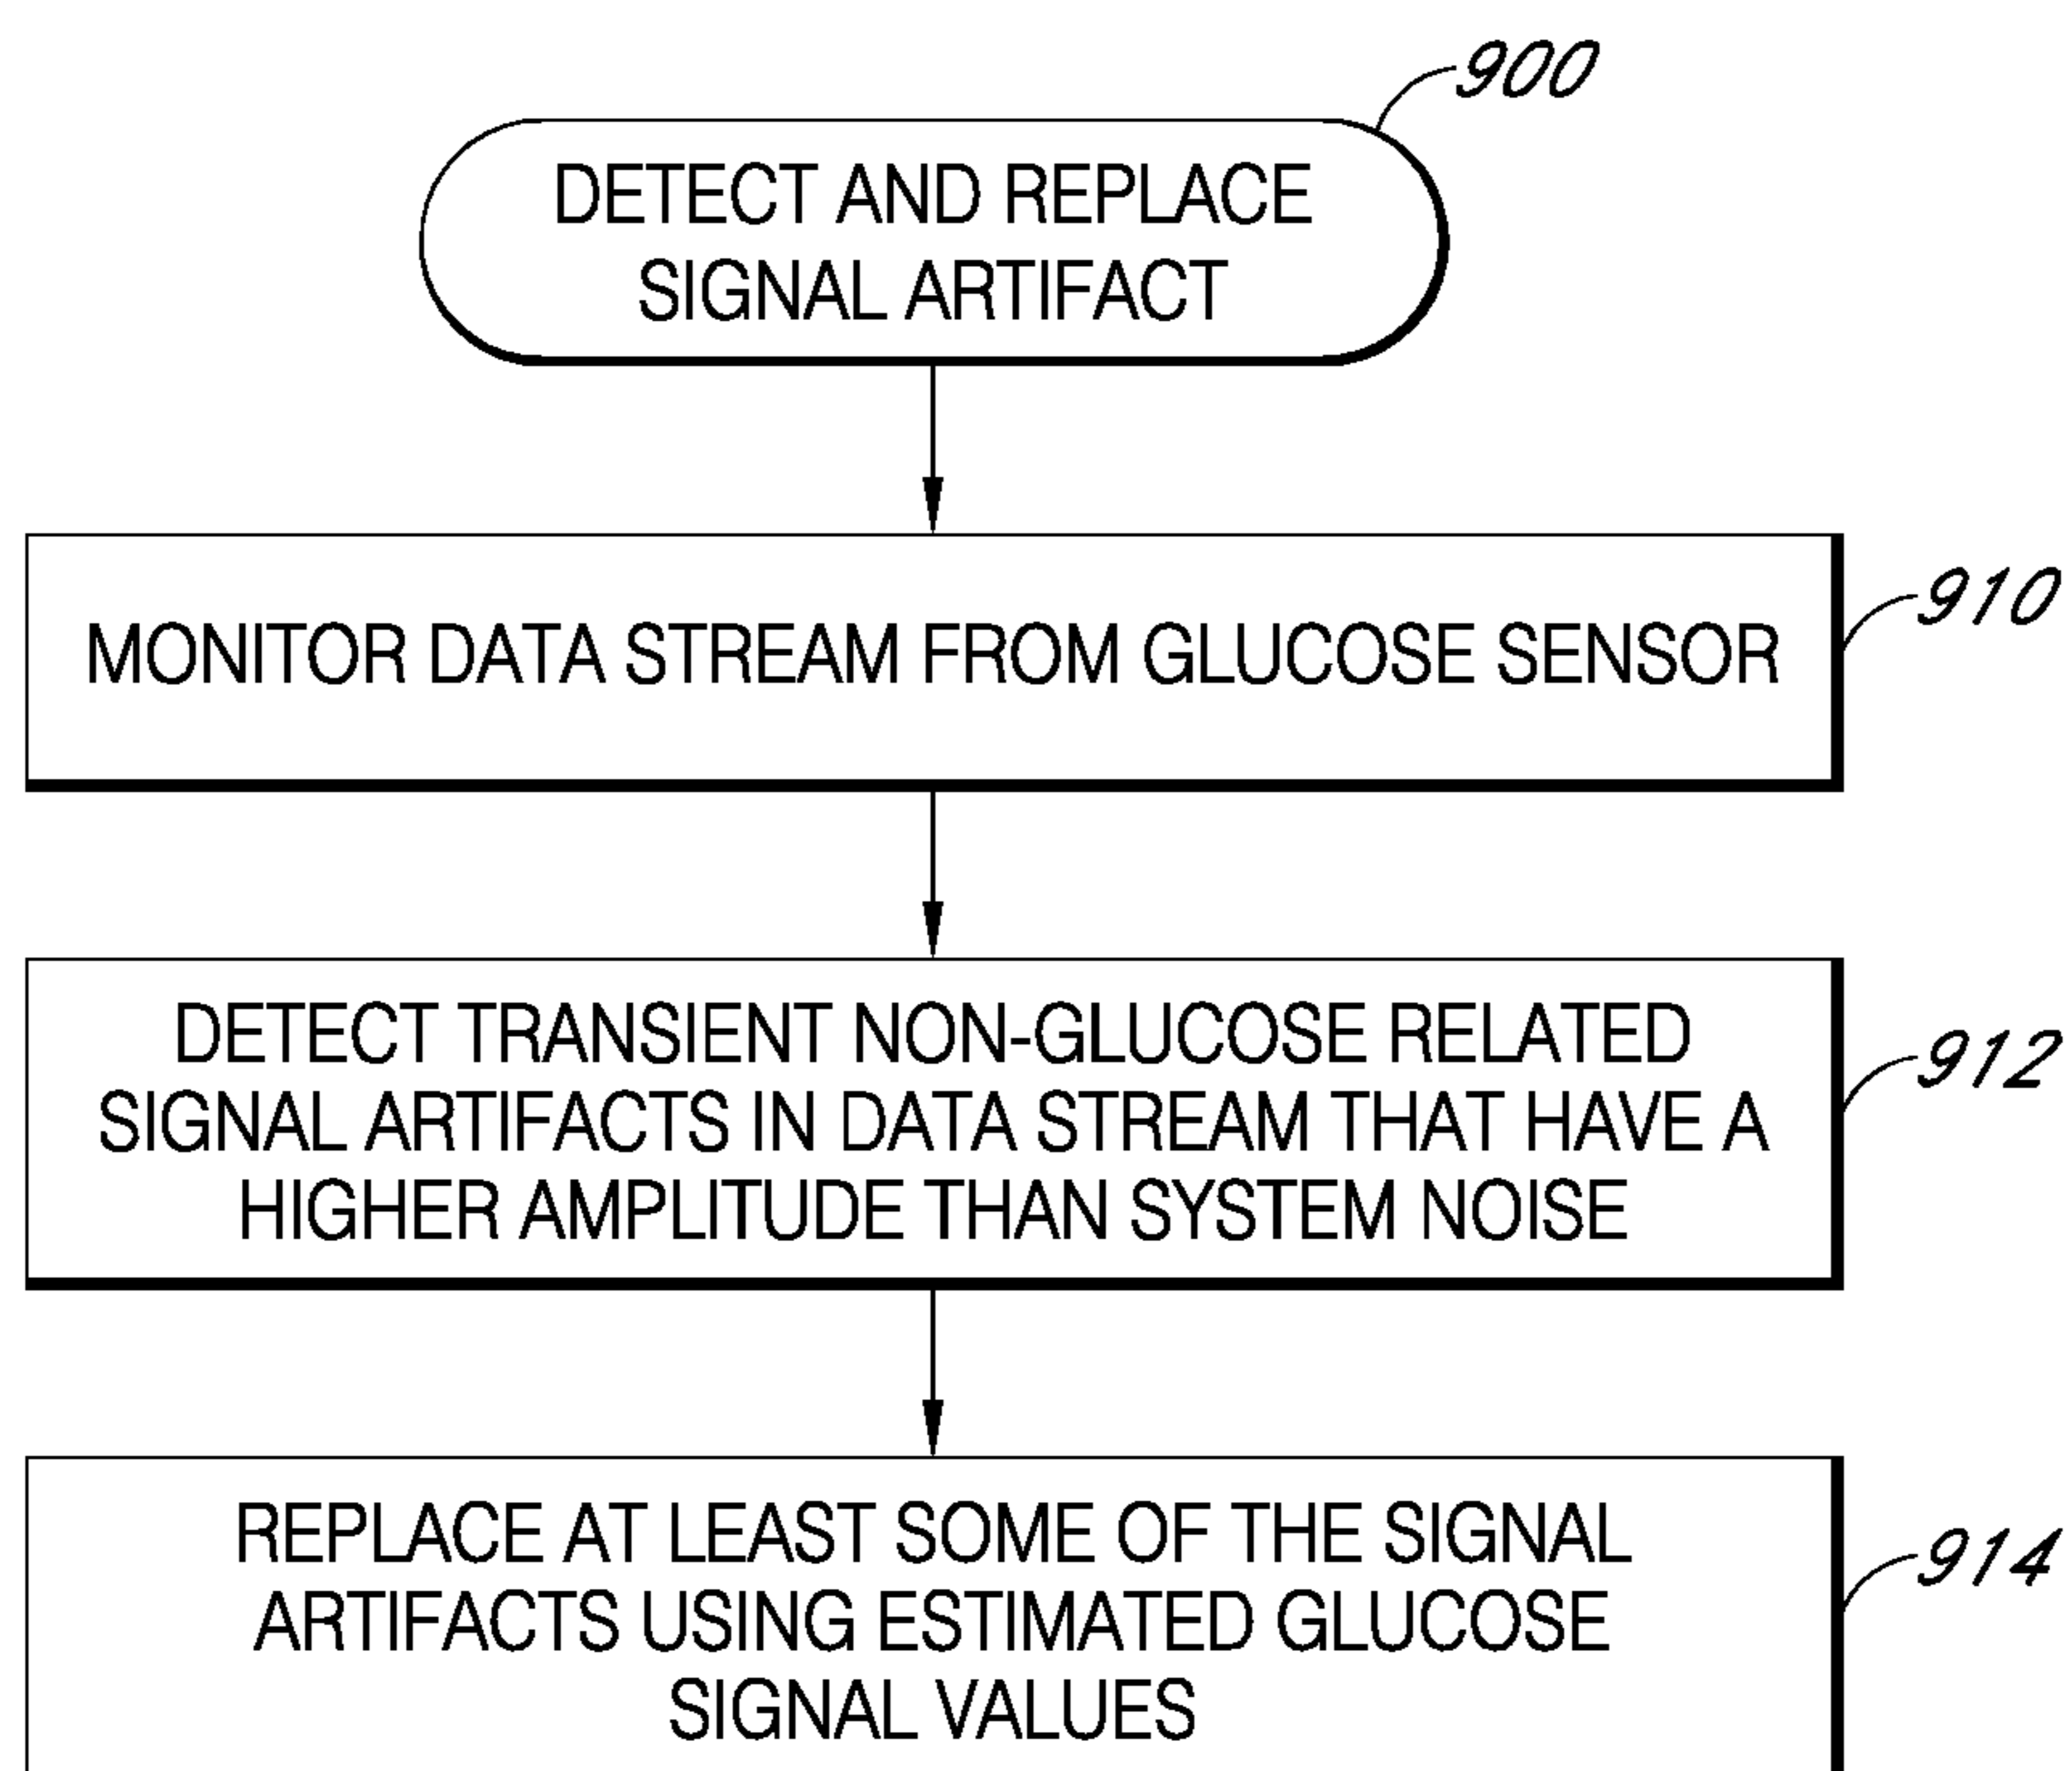 900
DETECT AND REPLACE
SIGNAL ARTIFACT
910
MONITOR DATA STREAM FROM GLUCOSE SENSOR
912
DETECT TRANSIENT NON-GLUCOSE RELATED
SIGNAL ARTIFACTS IN DATA STREAM THAT HAVE A
HIGHER AMPLITUDE THAN SYSTEM NOISE
914
REPLACE AT LEAST SOME OF THE SIGNAL
ARTIFACTS USING ESTIMATED GLUCOSE
SIGNAL VALUES